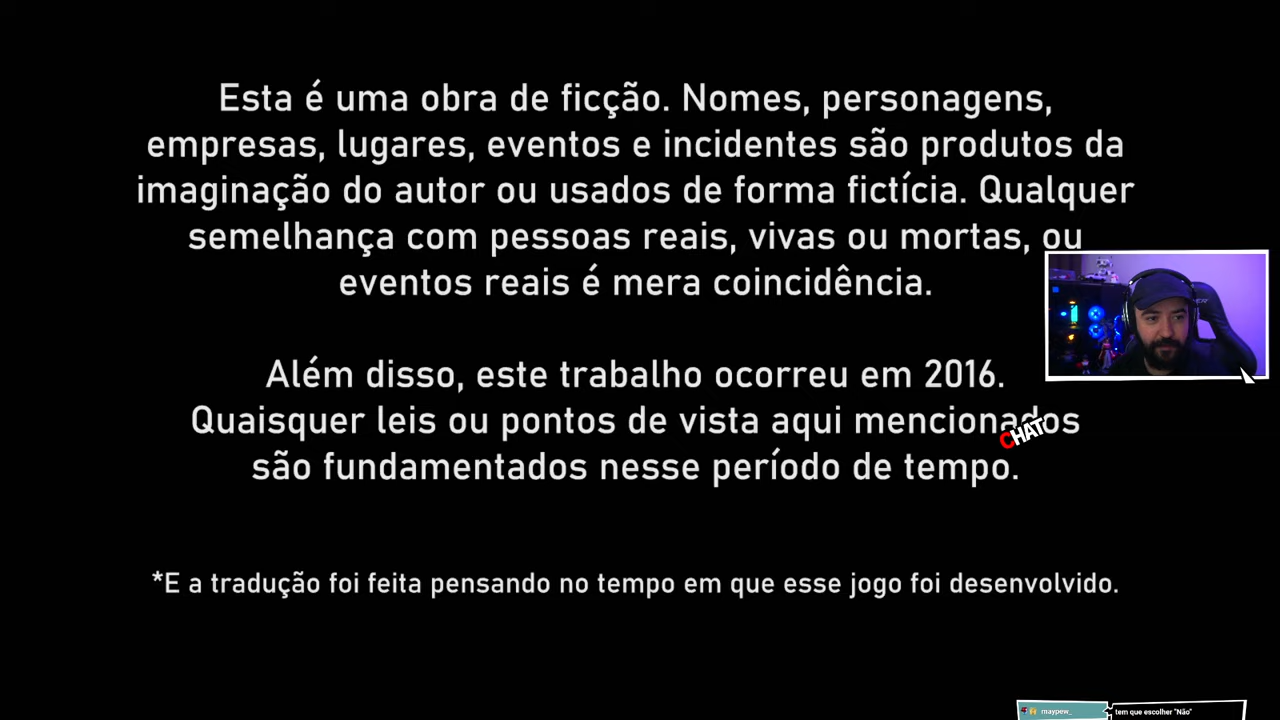 Esta é uma obra de ficção. Nomes, personagens,
empresas, lugares, eventos e incidentes são produtos da
imaginação do autor ou usados de forma fictícia. Qualquer
semelhança com pessoas reais, vivas ou mortas, ou
eventos reais é mera coincidência.
Além disso, este trabalho ocorreu em 2016.
Quaisquer leis ou pontos de vista aqui mencionados
CHAT
são fundamentados nesse período de tempo.
*E a tradução foi feita pensando no tempo em que esse jogo foi desenvolvido.
maypew_ tem que escolher "Não"